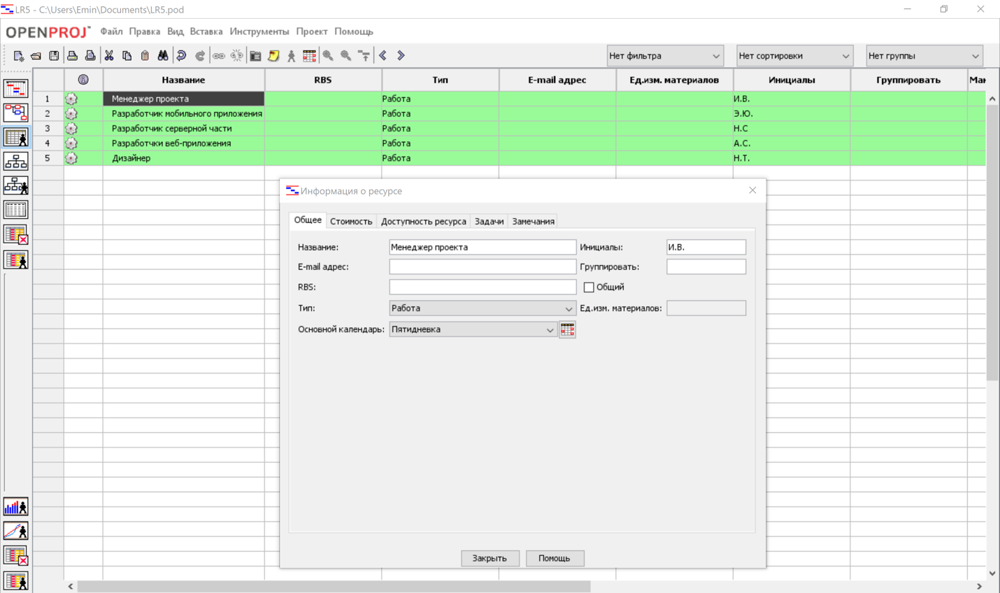 LR5 - C:\Users\Emin\Documents\LR5.pod
OPENPROJ Файл Правка Вид Вставка Инструменты Проект Помощь
Нет фильтра Нет сортировки Нет группы
Название RBS Тип E-mail адрес Ед.изм. материалов Инициалы Группировать Мак
1 Менеджер проекта Работа И.В.
2 Разработчик мобильного приложения Работа Э.Ю.
3 Разработчик серверной части Работа Н.С
4 Разработчки веб-приложения Работа А.С.
5 Дизайнер Работа Н.Т.
Информация о ресурсе
Общее Стоимость Доступность ресурса Задачи Замечания
Название: Менеджер проекта Инициалы: И.В.
E-mail адрес: Группировать:
RBS: Общий
Тип: Работа Ед.изм. материалов:
Основной календарь: Пятидневка
Закрыть Помощь